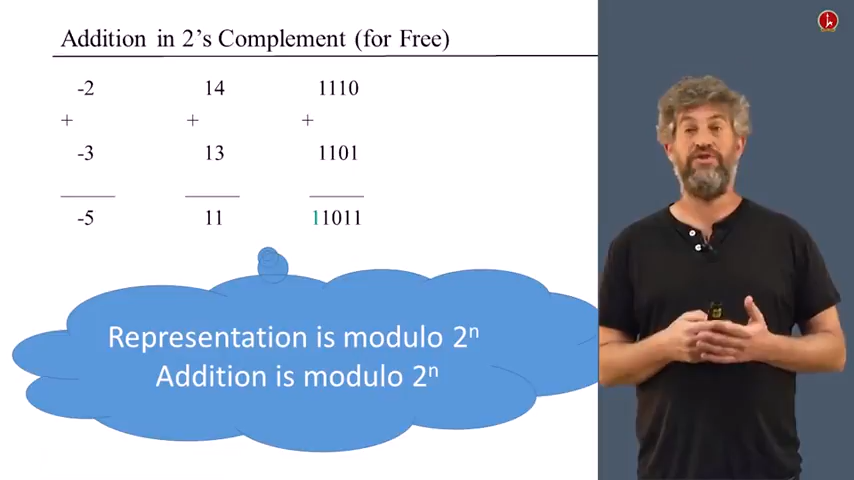 Addition in 2's Complement (for Free)
-2 14 1110
+ + +
-3 13 1101
-5 11 11011
Representation is modulo 2ⁿ
Addition is modulo 2ⁿ